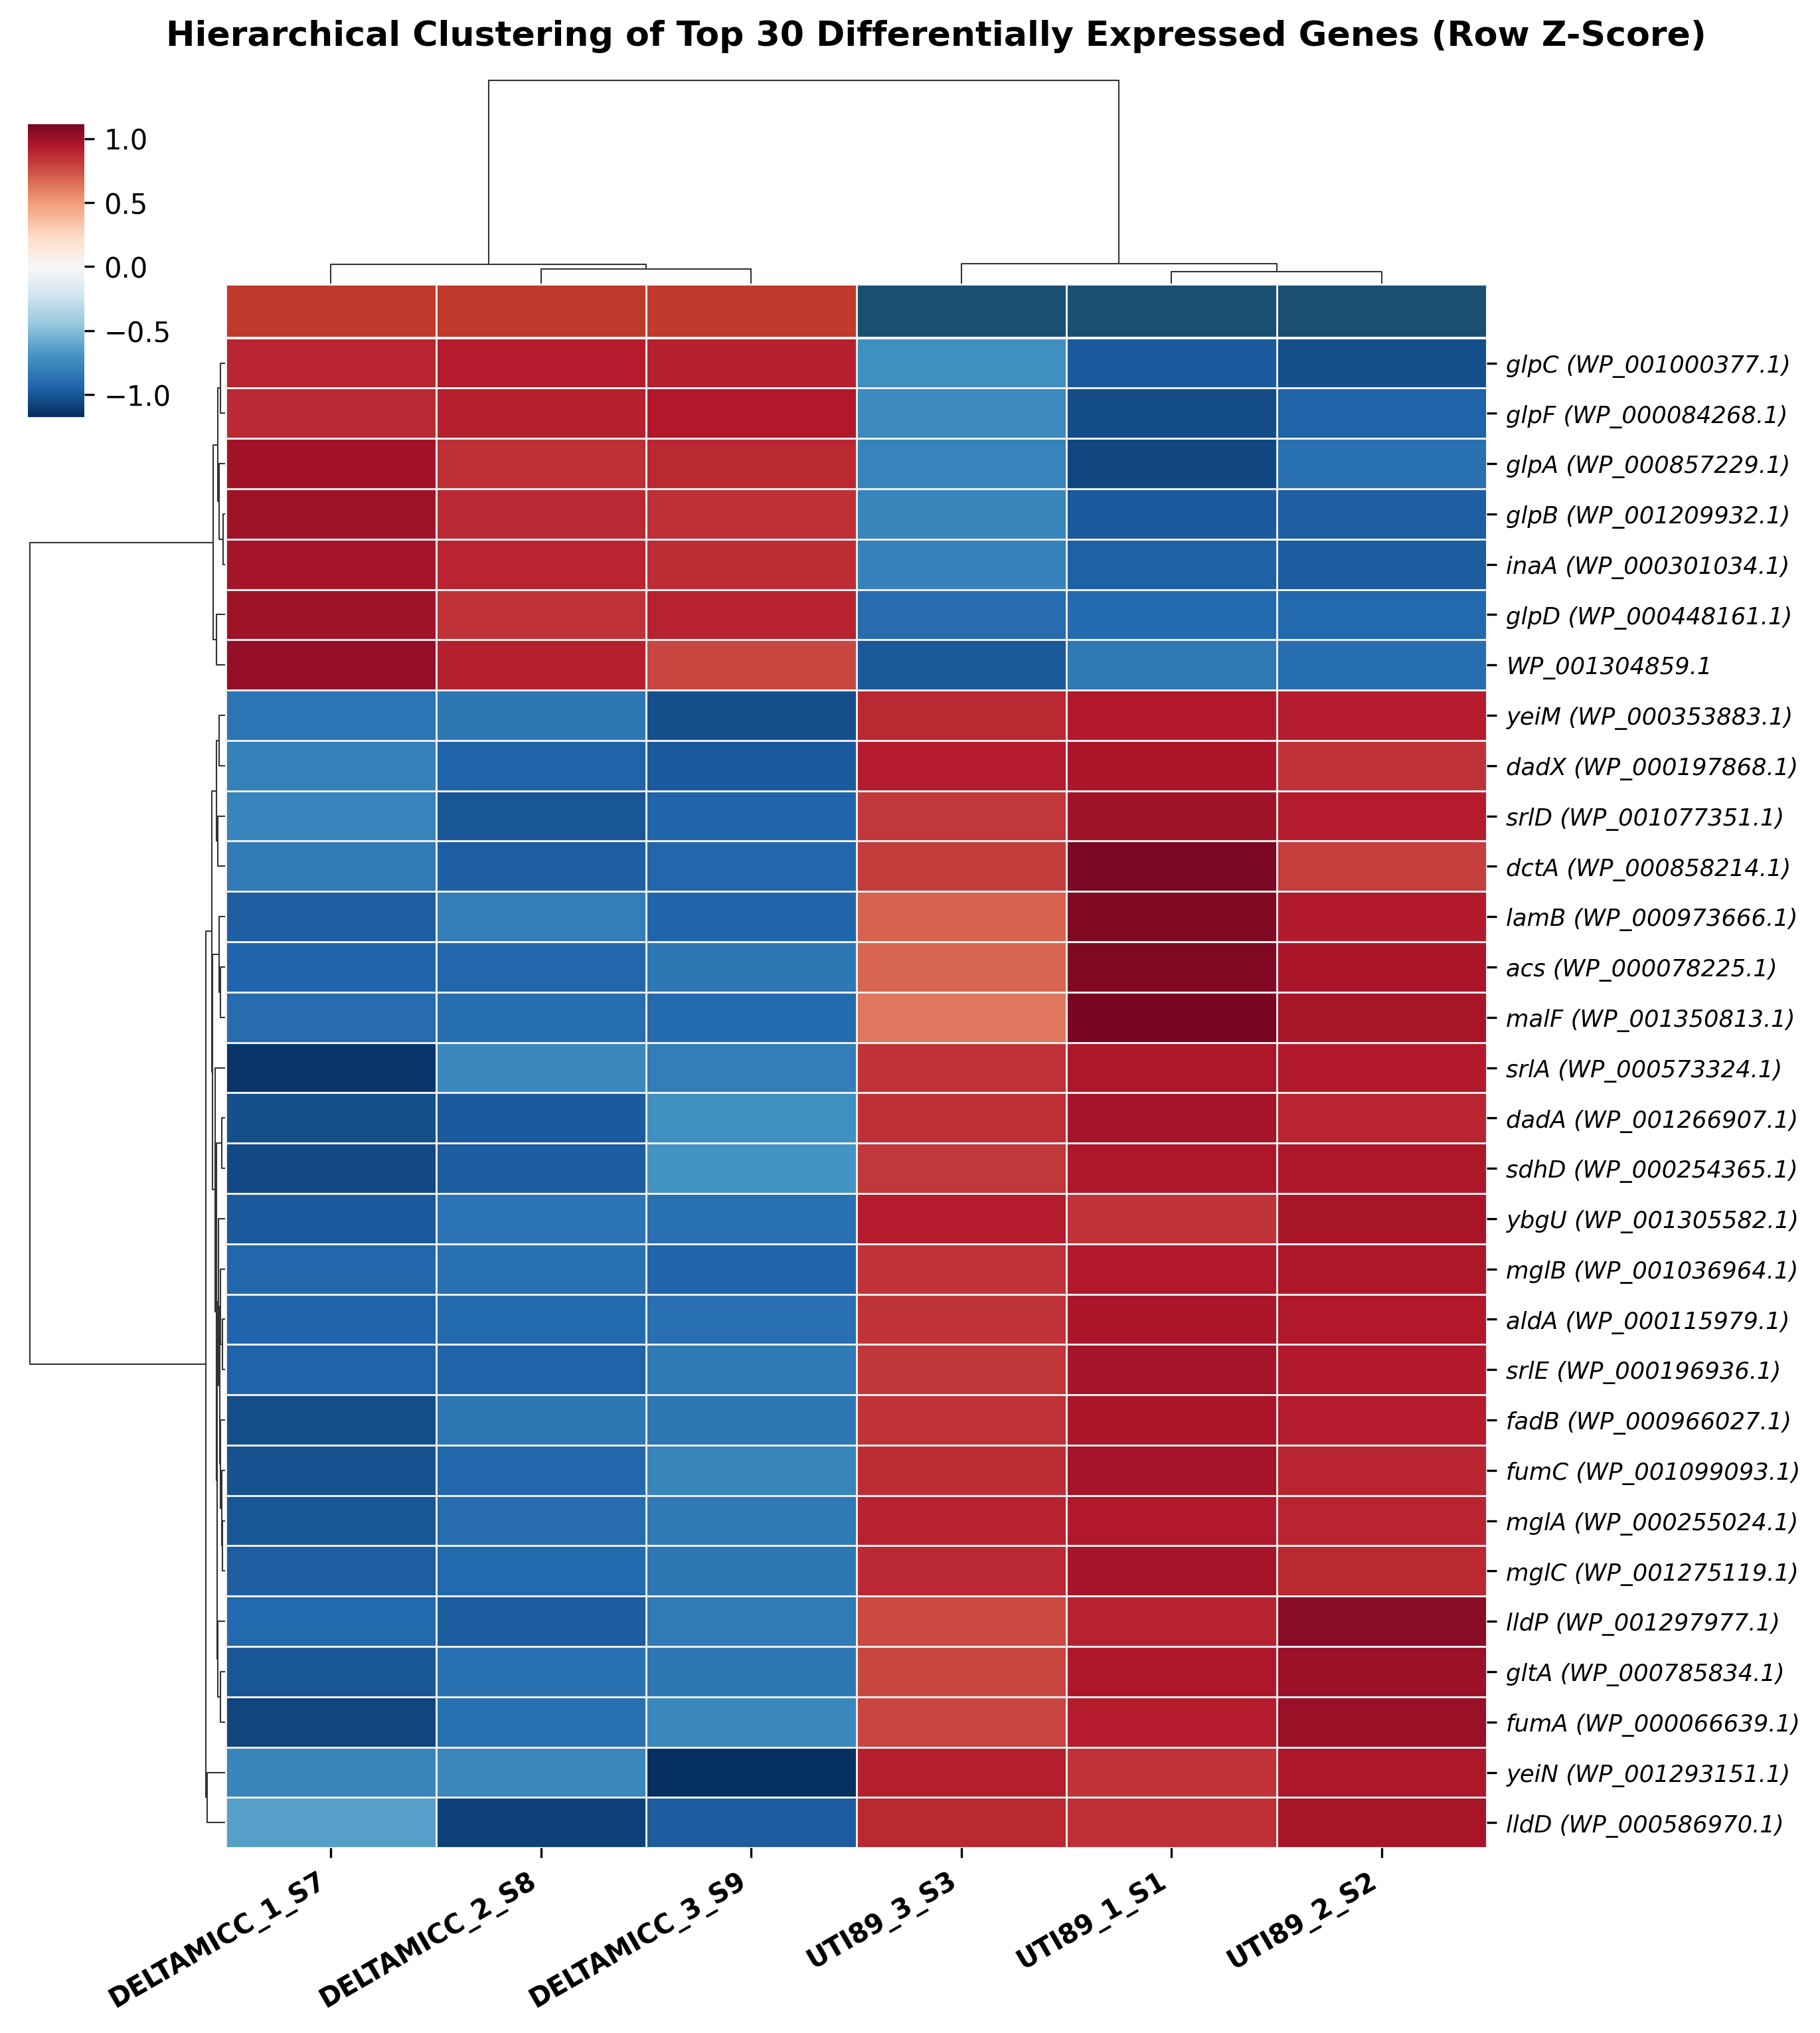 Hierarchical Clustering of Top 30 Differentially Expressed Genes (Row Z-Score)
1.0
0.5
0.0
−0.5
−1.0
glpC (WP_001000377.1)
glpF (WP_000084268.1)
glpA (WP_000857229.1)
glpB (WP_001209932.1)
inaA (WP_000301034.1)
glpD (WP_000448161.1)
WP_001304859.1
yeiM (WP_000353883.1)
dadX (WP_000197868.1)
srlD (WP_001077351.1)
dctA (WP_000858214.1)
lamB (WP_000973666.1)
acs (WP_000078225.1)
malF (WP_001350813.1)
srlA (WP_000573324.1)
dadA (WP_001266907.1)
sdhD (WP_000254365.1)
ybgU (WP_001305582.1)
mglB (WP_001036964.1)
aldA (WP_000115979.1)
srlE (WP_000196936.1)
fadB (WP_000966027.1)
fumC (WP_001099093.1)
mglA (WP_000255024.1)
mglC (WP_001275119.1)
lldP (WP_001297977.1)
gltA (WP_000785834.1)
fumA (WP_000066639.1)
yeiN (WP_001293151.1)
lldD (WP_000586970.1)
DELTAMICC_1_S7
DELTAMICC_2_S8
DELTAMICC_3_S9
UTI89_3_S3
UTI89_1_S1
UTI89_2_S2